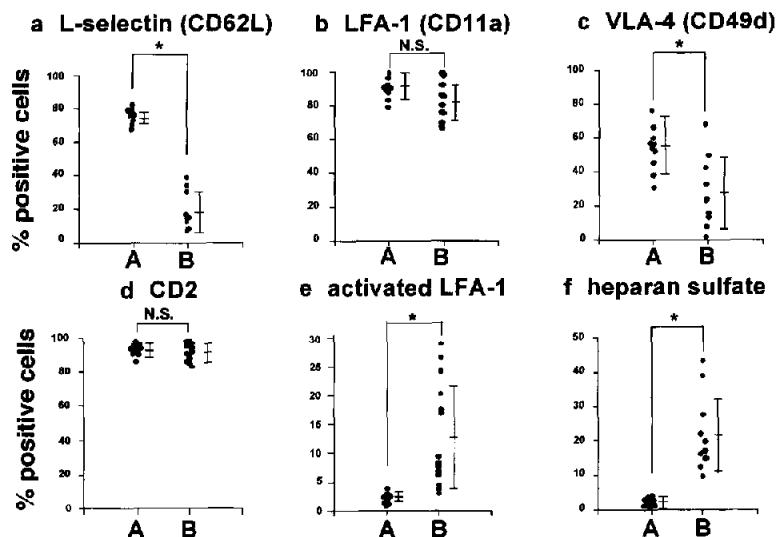 a L-selectin (CD62L)
b LFA-1 (CD11a)
c VLA-4 (CD49d)
*
N.S.
*
% positive cells
100
80
60
40
20
0
A B
100
80
60
40
20
0
A B
100
80
60
40
20
0
A B
d CD2
e activated LFA-1
f heparan sulfate
N.S.
*
*
% positive cells
100
80
60
40
20
0
A B
30
25
20
15
10
5
0
A B
50
40
30
20
10
0
A B